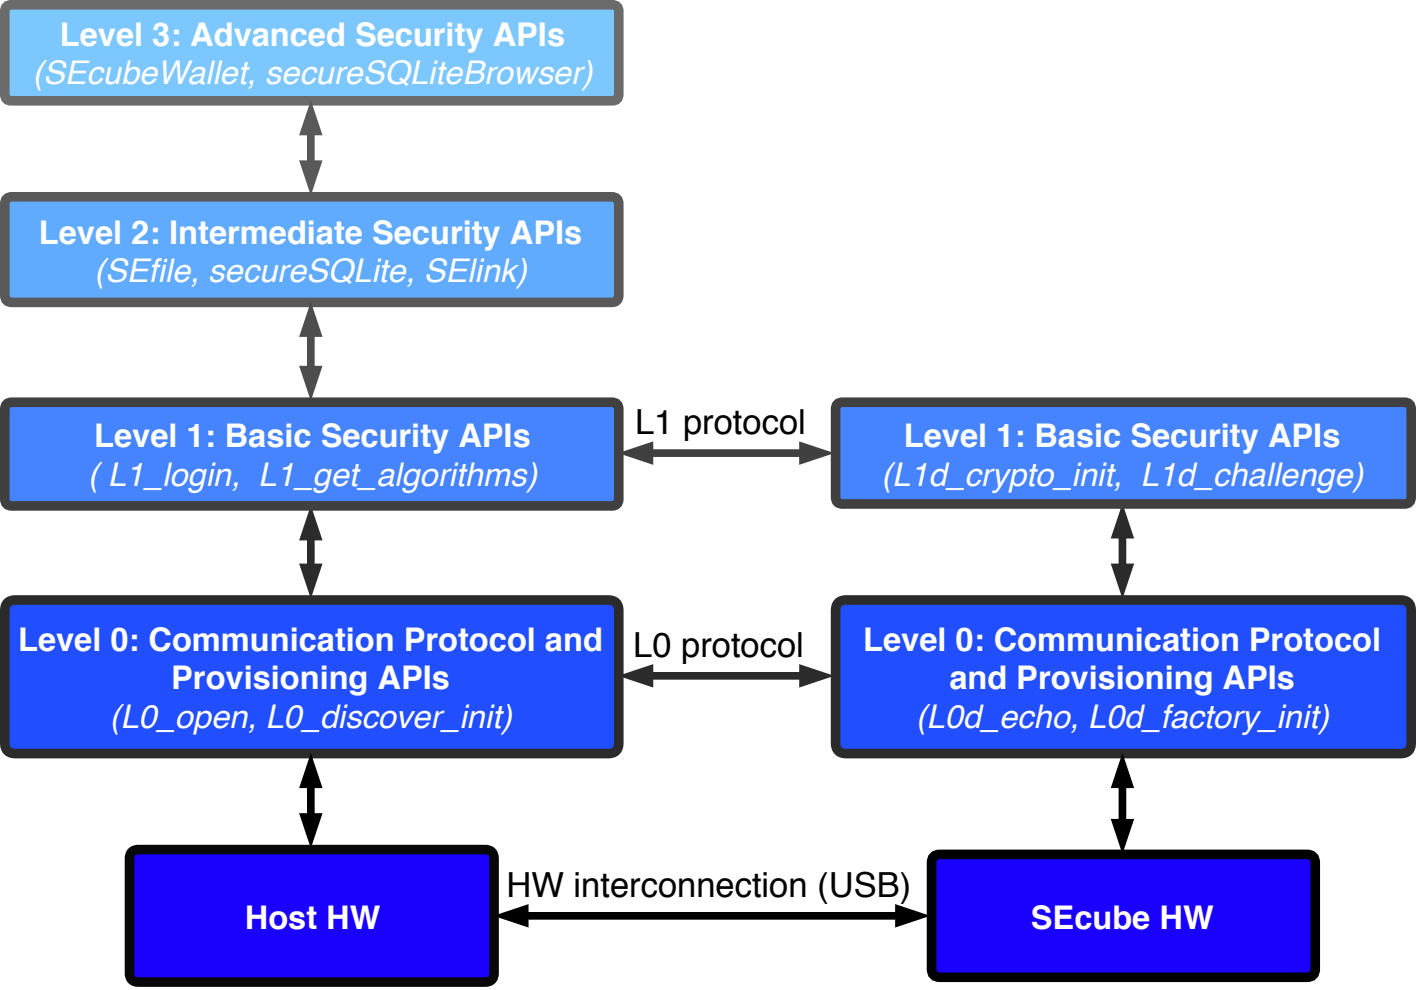 Level 3: Advanced Security APIs
(SEcubeWallet, secureSQLiteBrowser)
Level 2: Intermediate Security APIs
(SEfile, secureSQLite, SElink)
Level 1: Basic Security APIs
( L1_login, L1_get_algorithms)
L1 protocol
Level 1: Basic Security APIs
(L1d_crypto_init, L1d_challenge)
Level 0: Communication Protocol and
Provisioning APIs
(L0_open, L0_discover_init)
L0 protocol
Level 0: Communication Protocol
and Provisioning APIs
(L0d_echo, L0d_factory_init)
Host HW
HW interconnection (USB)
SEcube HW